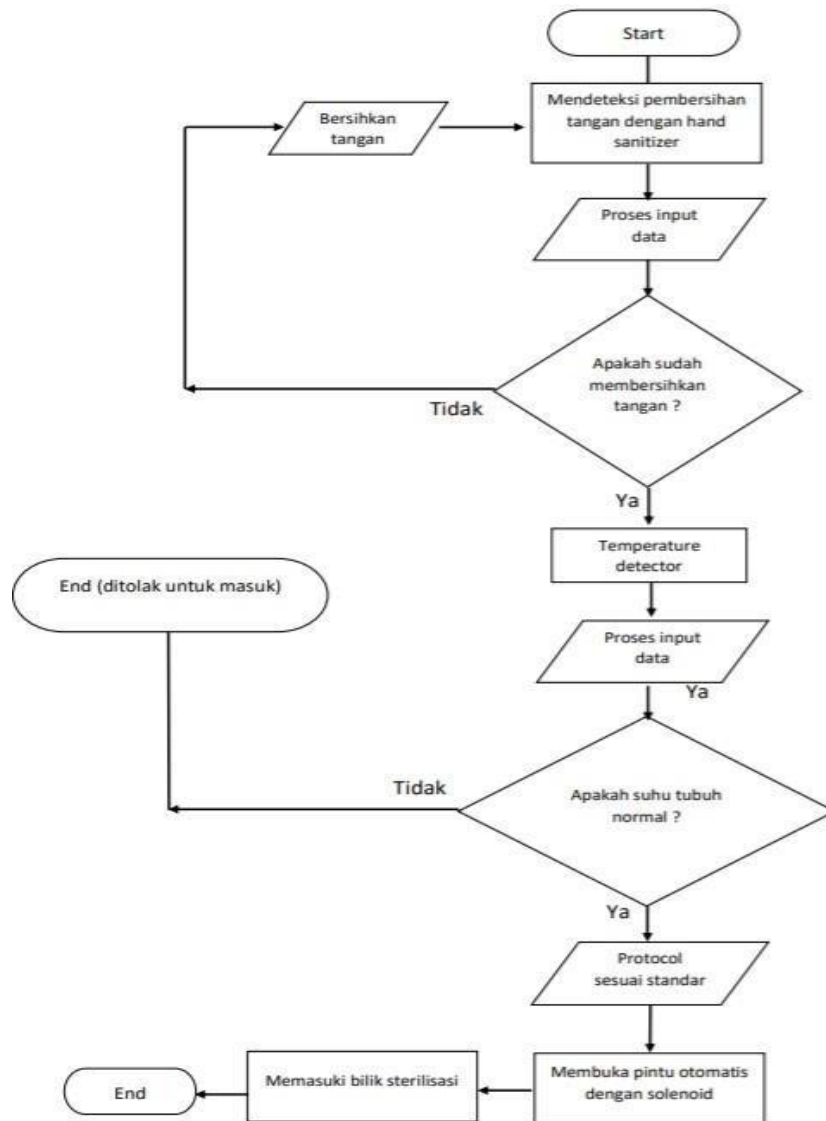 Start
Mendeteksi pembersihan
tangan dengan hand
sanitizer
Bersihkan
tangan
Proses input
data
Apakah sudah
membersihkan
tangan ?
Tidak
Ya
Temperature
detector
End (ditolak untuk masuk)
Proses input
data
Ya
Tidak
Apakah suhu tubuh
normal ?
Ya
Protocol
sesuai standar
Membuka pintu otomatis
dengan solenoid
Memasuki bilik sterilisasi
End